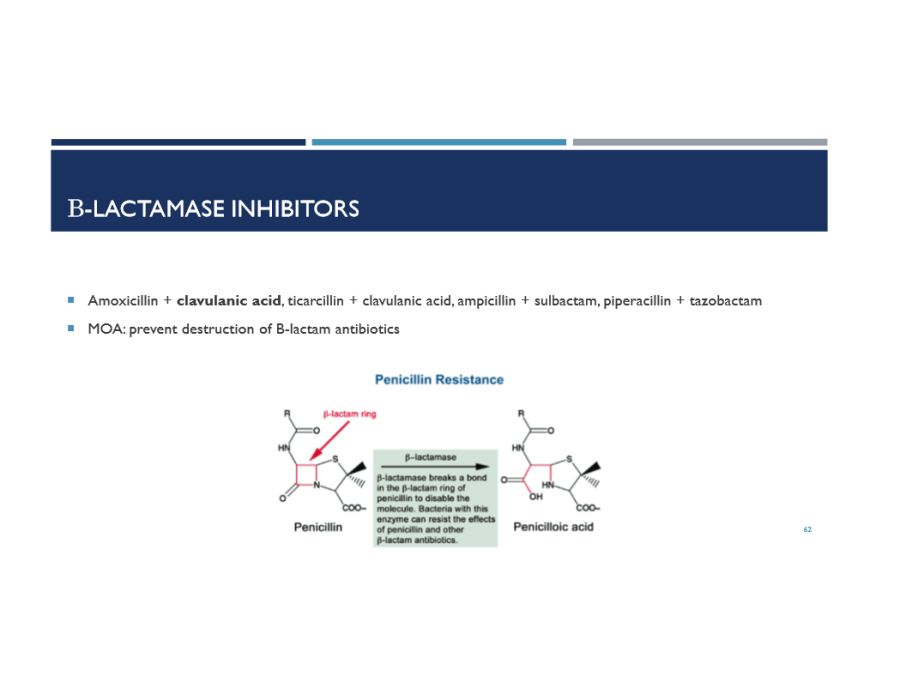 B-LACTAMASE INHIBITORS
Amoxicillin + clavulanic acid, ticarcillin + clavulanic acid, ampicillin + sulbactam, piperacillin + tazobactam
MOA: prevent destruction of B-lactam antibiotics
Penicillin Resistance
R
β-lactam ring
O
HN
S
N
O
COO–
Penicillin
β–lactamase
β-lactamase breaks a bond
in the β-lactam ring of
penicillin to disable the
molecule. Bacteria with this
enzyme can resist the effects
of penicillin and other
β-lactam antibiotics.
R
O
HN
S
O
HN
OH
COO–
Penicilloic acid
62